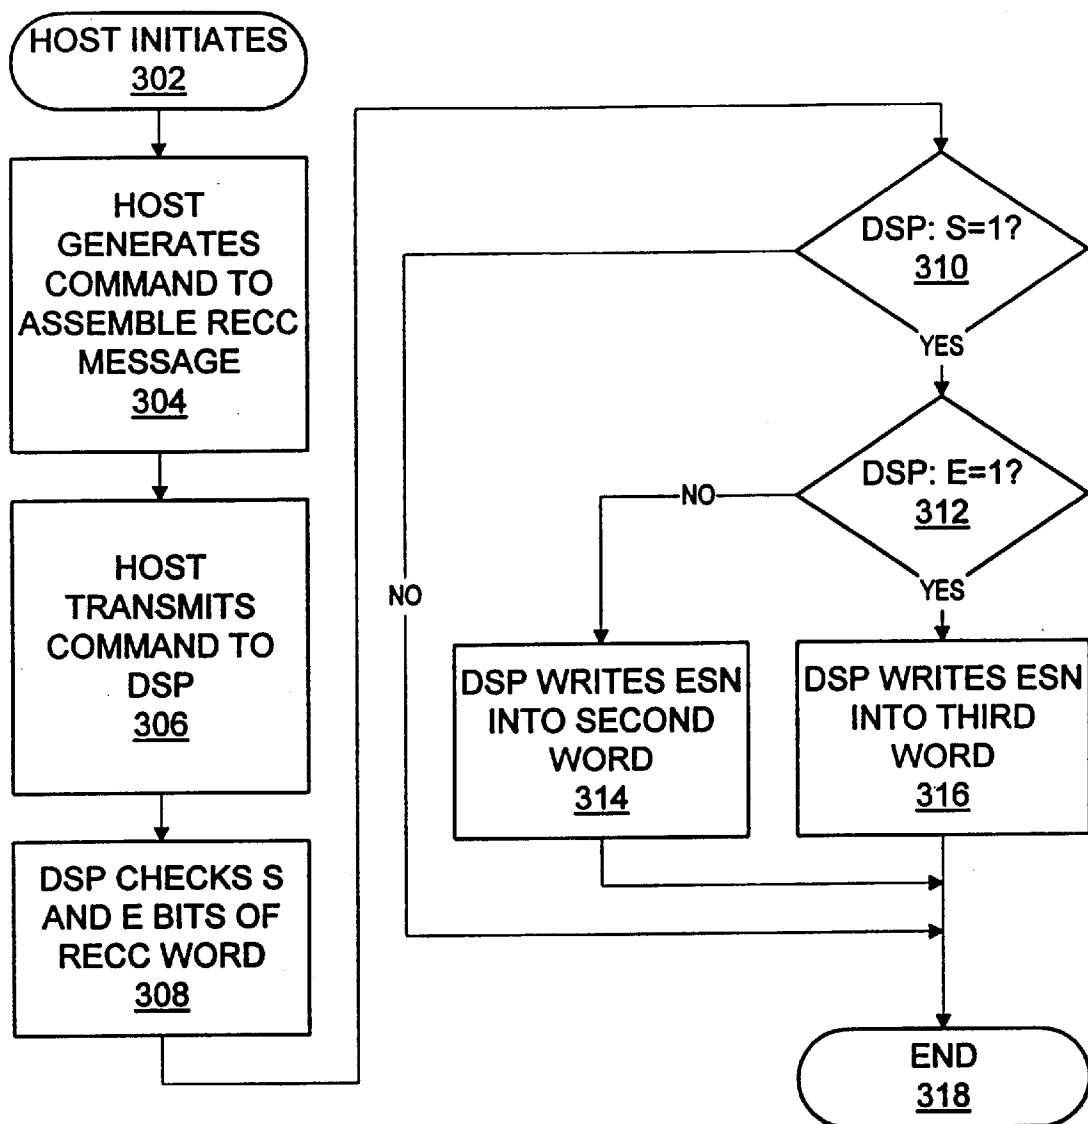 HOST INITIATES
302
HOST
GENERATES
COMMAND TO
ASSEMBLE RECC
MESSAGE
304
HOST
TRANSMITS
COMMAND TO
DSP
306
DSP CHECKS S
AND E BITS OF
RECC WORD
308
DSP: S=1?
310
YES
NO
DSP: E=1?
312
NO
YES
DSP WRITES ESN
INTO SECOND
WORD
314
DSP WRITES ESN
INTO THIRD
WORD
316
END
318